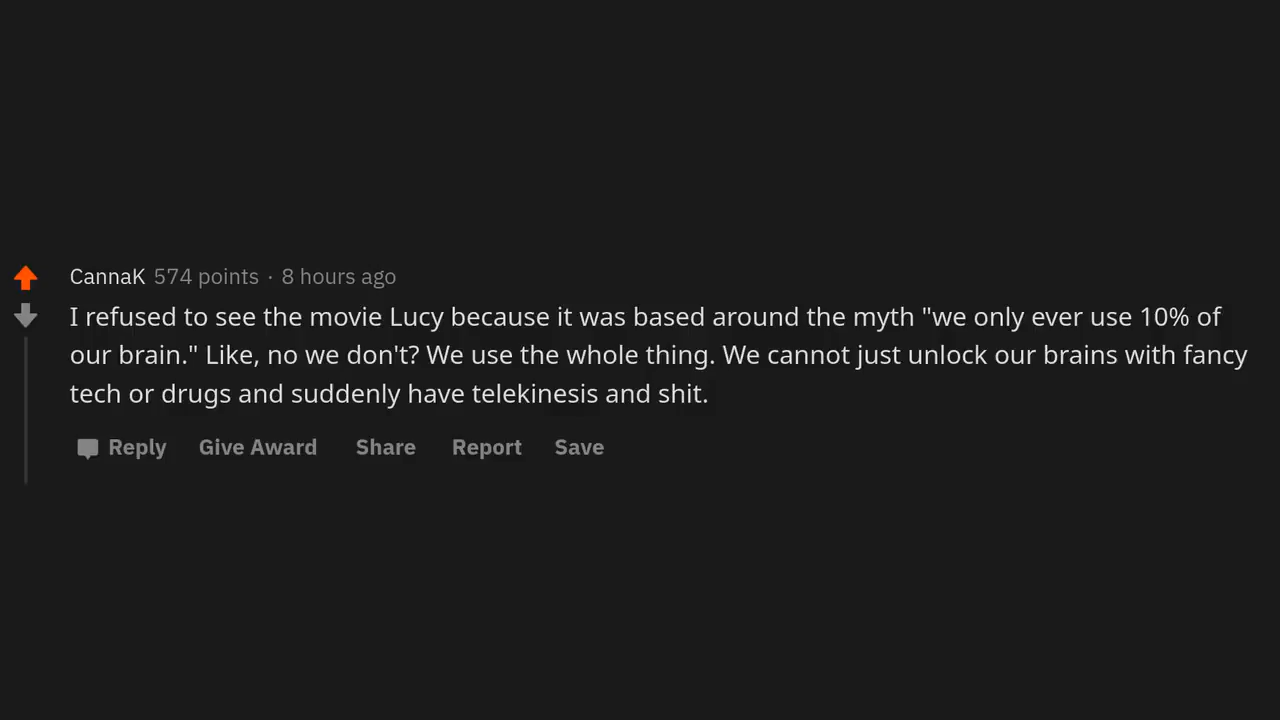 CannaK 574 points · 8 hours ago
I refused to see the movie Lucy because it was based around the myth "we only ever use 10% of
our brain." Like, no we don't? We use the whole thing. We cannot just unlock our brains with fancy
tech or drugs and suddenly have telekinesis and shit.
Reply Give Award Share Report Save